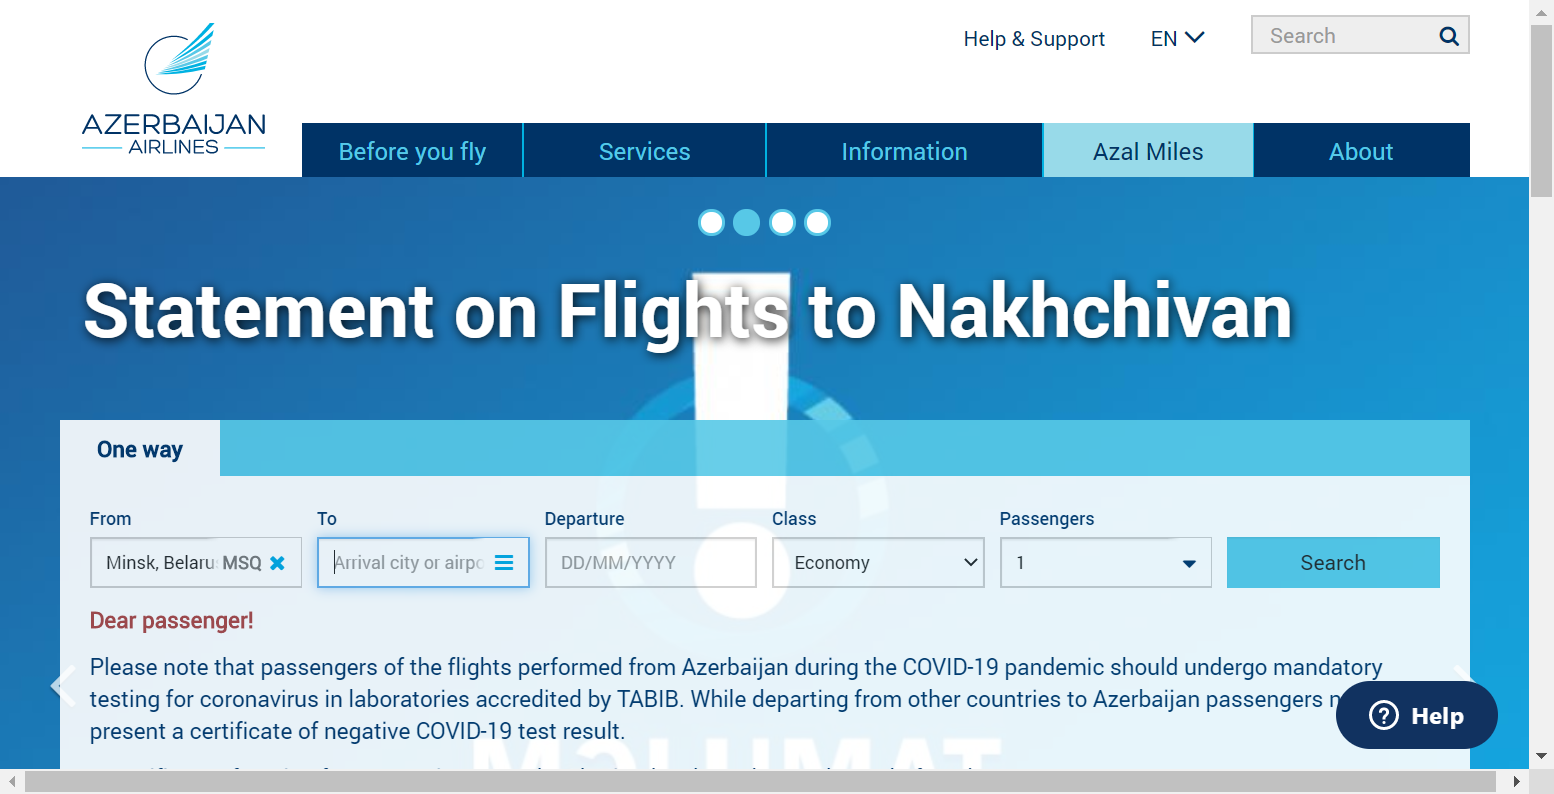 Help & Support
EN
Search
AZERBAIJAN
AIRLINES
Before you fly
Services
Information
Azal Miles
About
Statement on Flights to Nakhchivan
One way
From
To
Departure
Class
Passengers
Minsk, Belaru MSQ
Arrival city or airpo
DD/MM/YYYY
Economy
1
Search
Dear passenger!
Please note that passengers of the flights performed from Azerbaijan during the COVID-19 pandemic should undergo mandatory
testing for coronavirus in laboratories accredited by TABIB. While departing from other countries to Azerbaijan passengers
present a certificate of negative COVID-19 test result.
Help